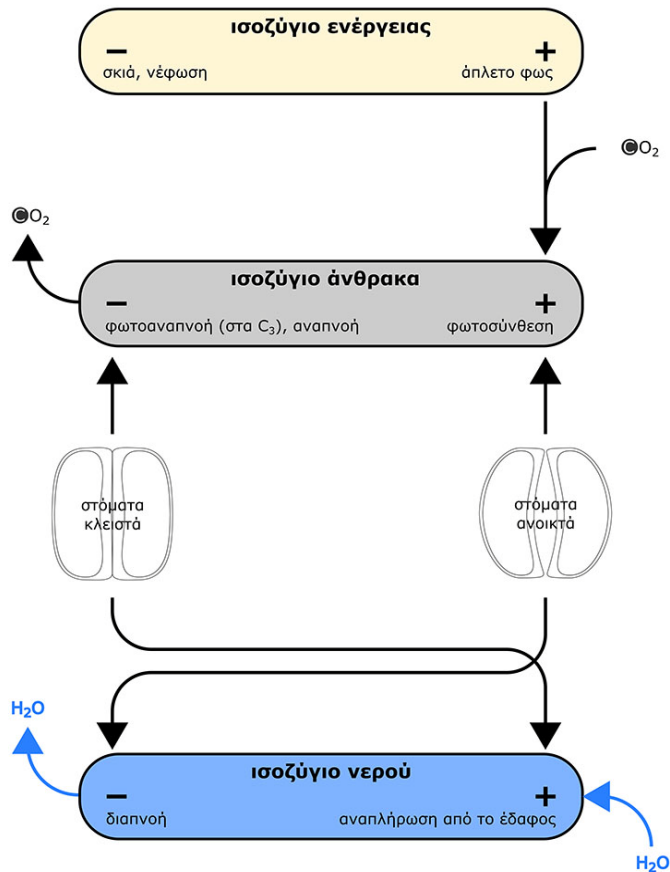 ισοζύγιο ενέργειας
− +
σκιά, νέφωση άπλετο φως
CO₂
CO₂
ισοζύγιο άνθρακα
− +
φωτοαναπνοή (στα C₃), αναπνοή φωτοσύνθεση
στόματα
κλειστά
στόματα
ανοικτά
H₂O
ισοζύγιο νερού
− +
διαπνοή αναπλήρωση από το έδαφος
H₂O